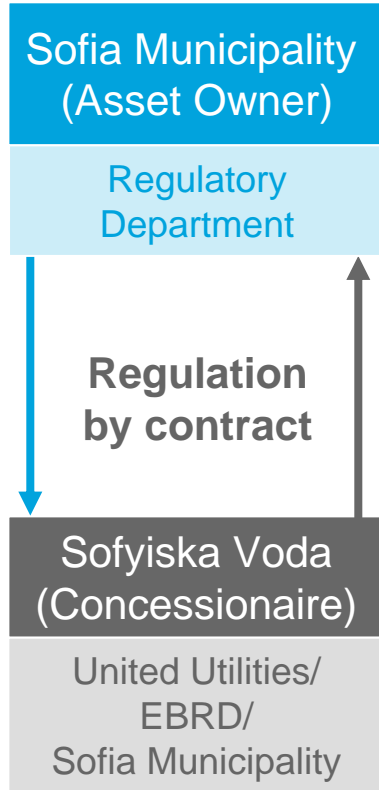 Sofia Municipality
(Asset Owner)
Regulatory
Department
Regulation
by contract
Sofyiska Voda
(Concessionaire)
United Utilities/
EBRD/
Sofia Municipality